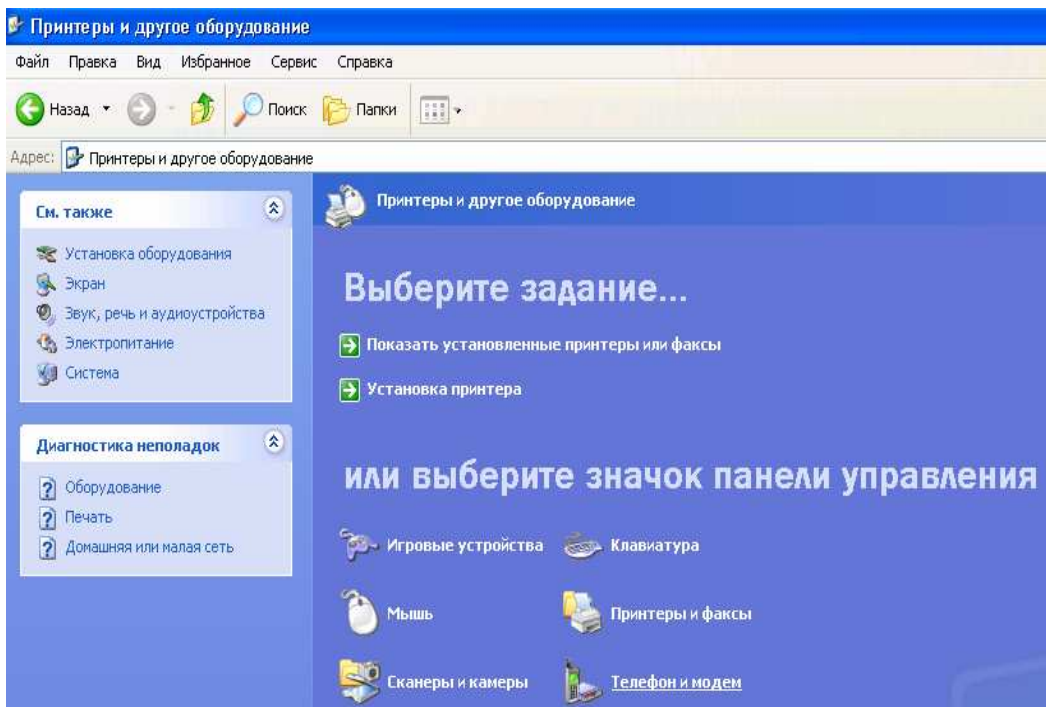 Принтеры и другое оборудование
Файл Правка Вид Избранное Сервис Справка
Назад Поиск Папки
Адрес: Принтеры и другое оборудование
См. также
Установка оборудования
Экран
Звук, речь и аудиоустройства
Электропитание
Система
Диагностика неполадок
Оборудование
Печать
Домашняя или малая сеть
Принтеры и другое оборудование
Выберите задание...
Показать установленные принтеры или факсы
Установка принтера
или выберите значок панели управления
Игровые устройства Клавиатура
Мышь Принтеры и факсы
Сканеры и камеры Телефон и модем